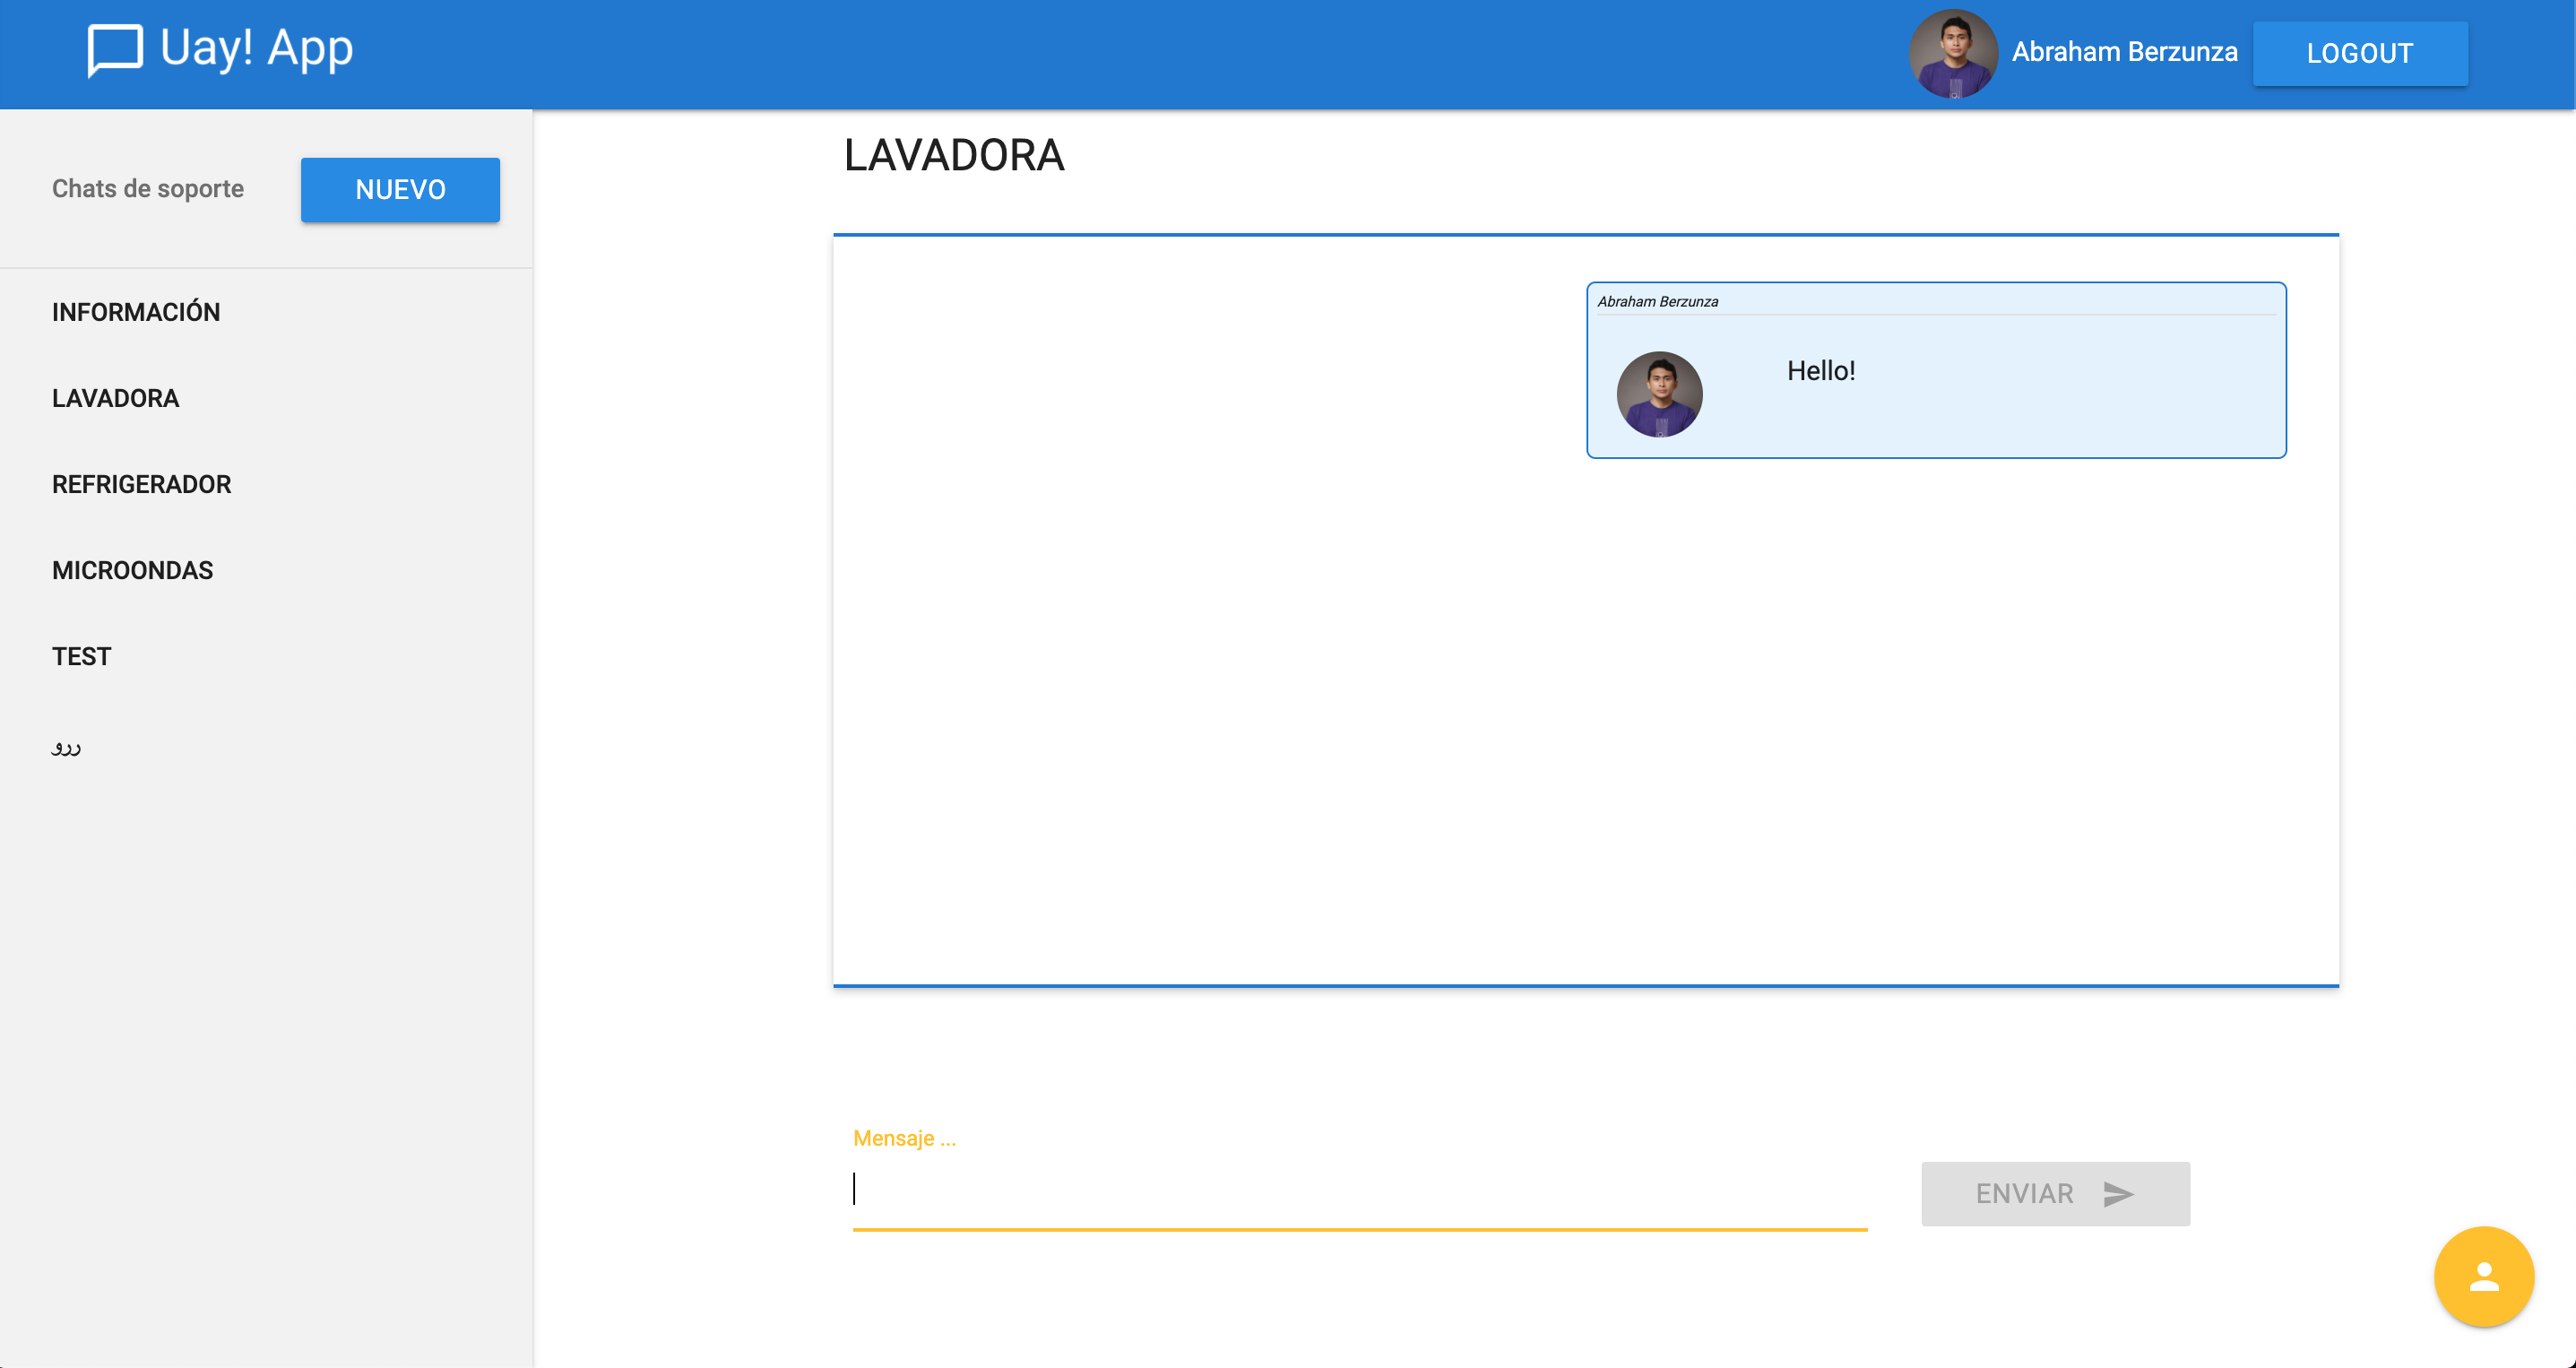 Uay! App
Abraham Berzunza
LOGOUT
Chats de soporte
NUEVO
INFORMACIÓN
LAVADORA
REFRIGERADOR
MICROONDAS
TEST
ررو
LAVADORA
Abraham Berzunza
Hello!
Mensaje ...
ENVIAR